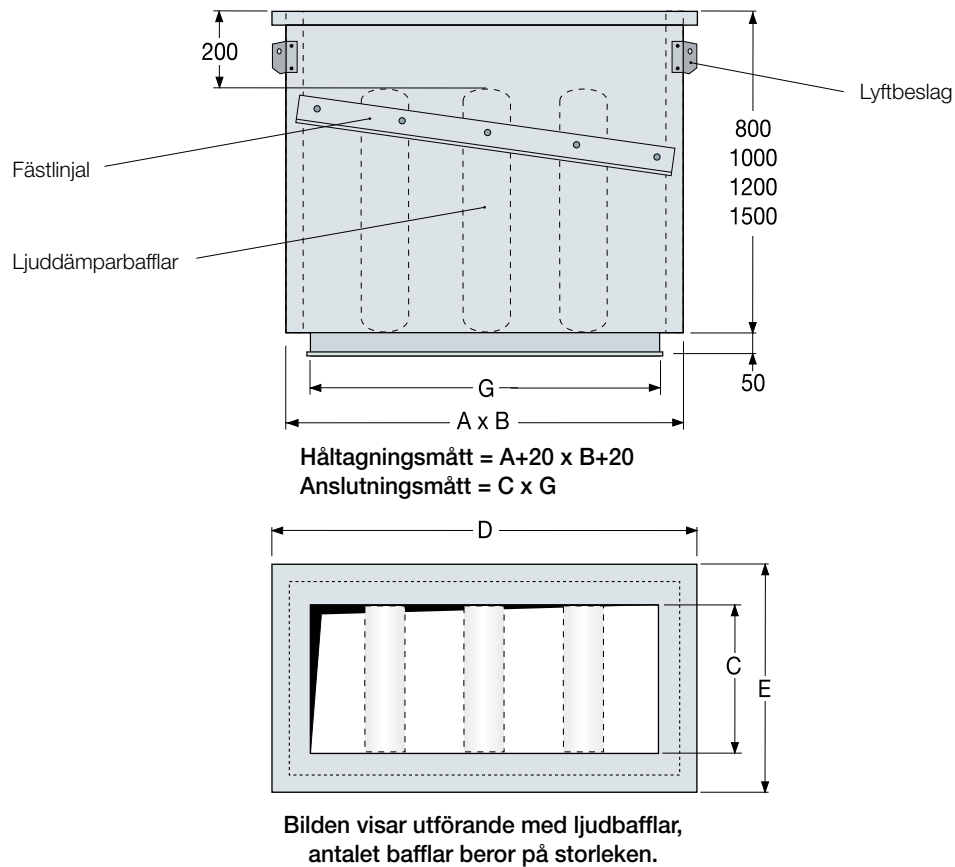 200
Lyftbeslag
800
1000
1200
1500
Fästlinjal
Ljuddämparbafflar
50
G
A x B
Håltagningsmått = A+20 x B+20
Anslutningsmått = C x G
D
C
E
Bilden visar utförande med ljudbafflar,
antalet bafflar beror på storleken.